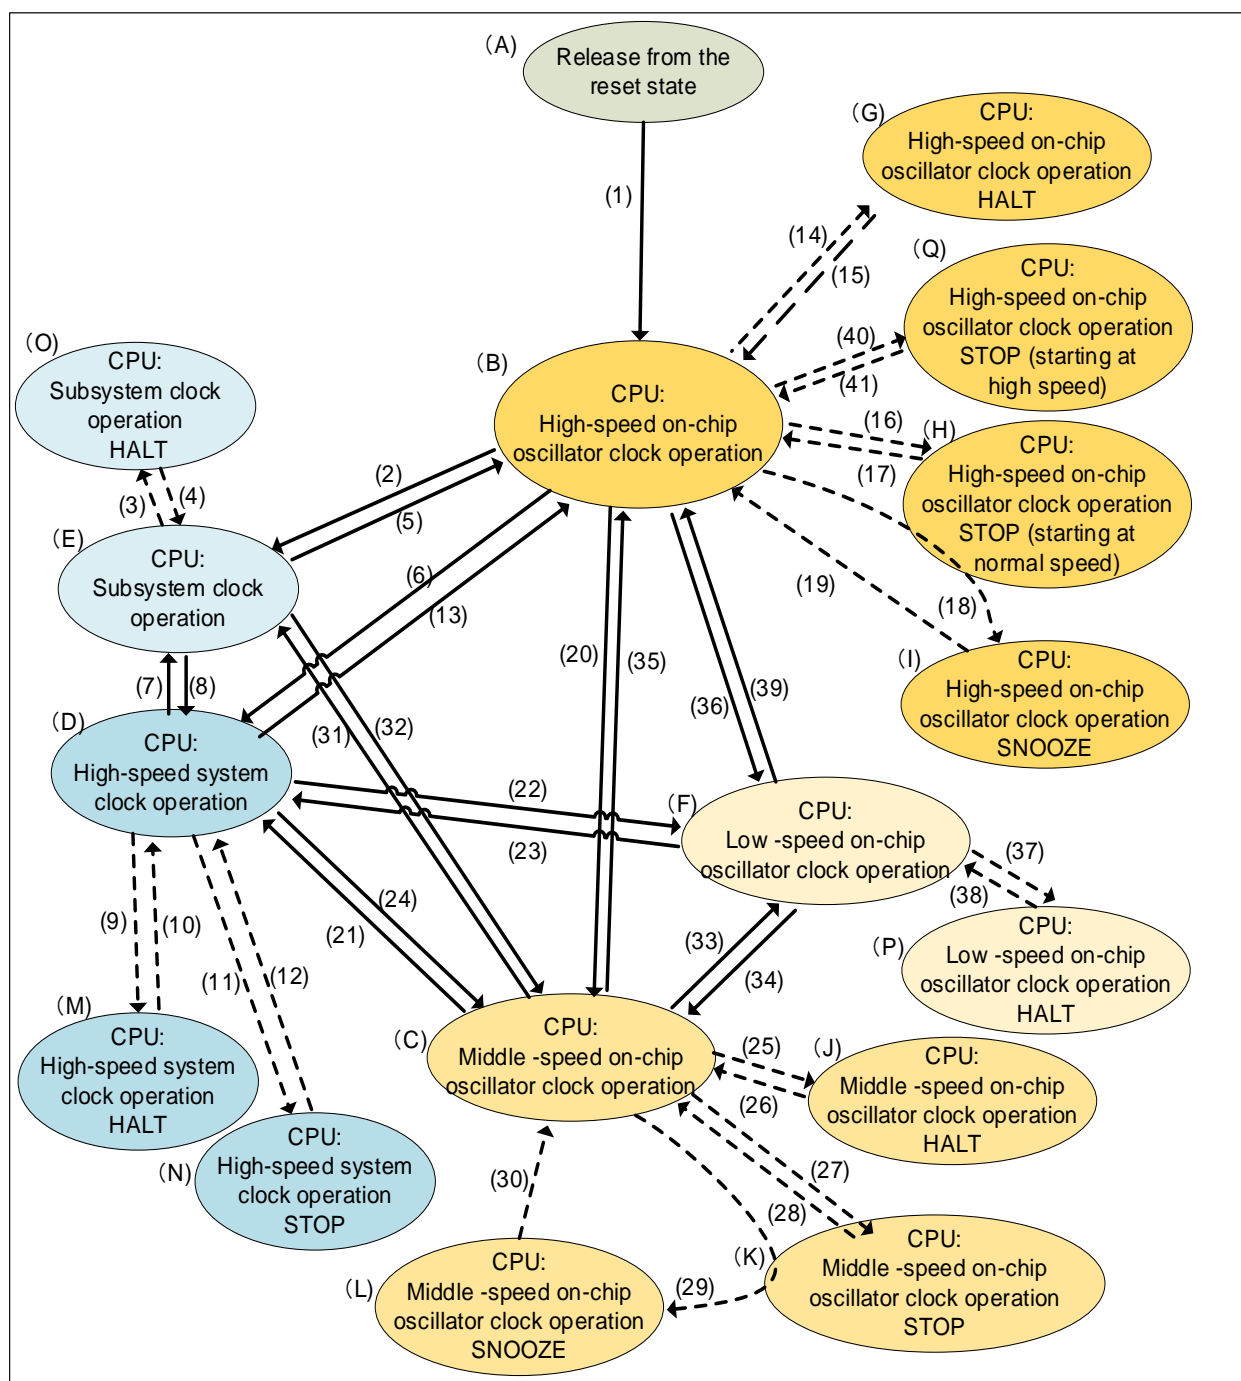 (A)
Release from the
reset state
(1)
(G)
CPU:
High-speed on-chip
oscillator clock operation
HALT
(14)
(15)
(Q)
CPU:
High-speed on-chip
oscillator clock operation
STOP (starting at
high speed)
(40)
(41)
(B)
CPU:
High-speed on-chip
oscillator clock operation
(16)
(17)
(H)
CPU:
High-speed on-chip
oscillator clock operation
STOP (starting at
normal speed)
(O)
CPU:
Subsystem clock
operation
HALT
(3)
(4)
(2)
(5)
(E)
CPU:
Subsystem clock
operation
(6)
(13)
(18)
(19)
(I)
CPU:
High-speed on-chip
oscillator clock operation
SNOOZE
(7)
(8)
(20)
(35)
(36)
(39)
(31)
(32)
(D)
CPU:
High-speed system
clock operation
(22)
(23)
(F)
CPU:
Low -speed on-chip
oscillator clock operation
(37)
(38)
(P)
CPU:
Low -speed on-chip
oscillator clock operation
HALT
(9)
(10)
(11)
(12)
(24)
(21)
(33)
(34)
(M)
CPU:
High-speed system
clock operation
HALT
(N)
CPU:
High-speed system
clock operation
STOP
(C)
CPU:
Middle -speed on-chip
oscillator clock operation
(25)
(26)
(J)
CPU:
Middle -speed on-chip
oscillator clock operation
HALT
(27)
(28)
(K)
CPU:
Middle -speed on-chip
oscillator clock operation
STOP
(30)
(29)
(L)
CPU:
Middle -speed on-chip
oscillator clock operation
SNOOZE